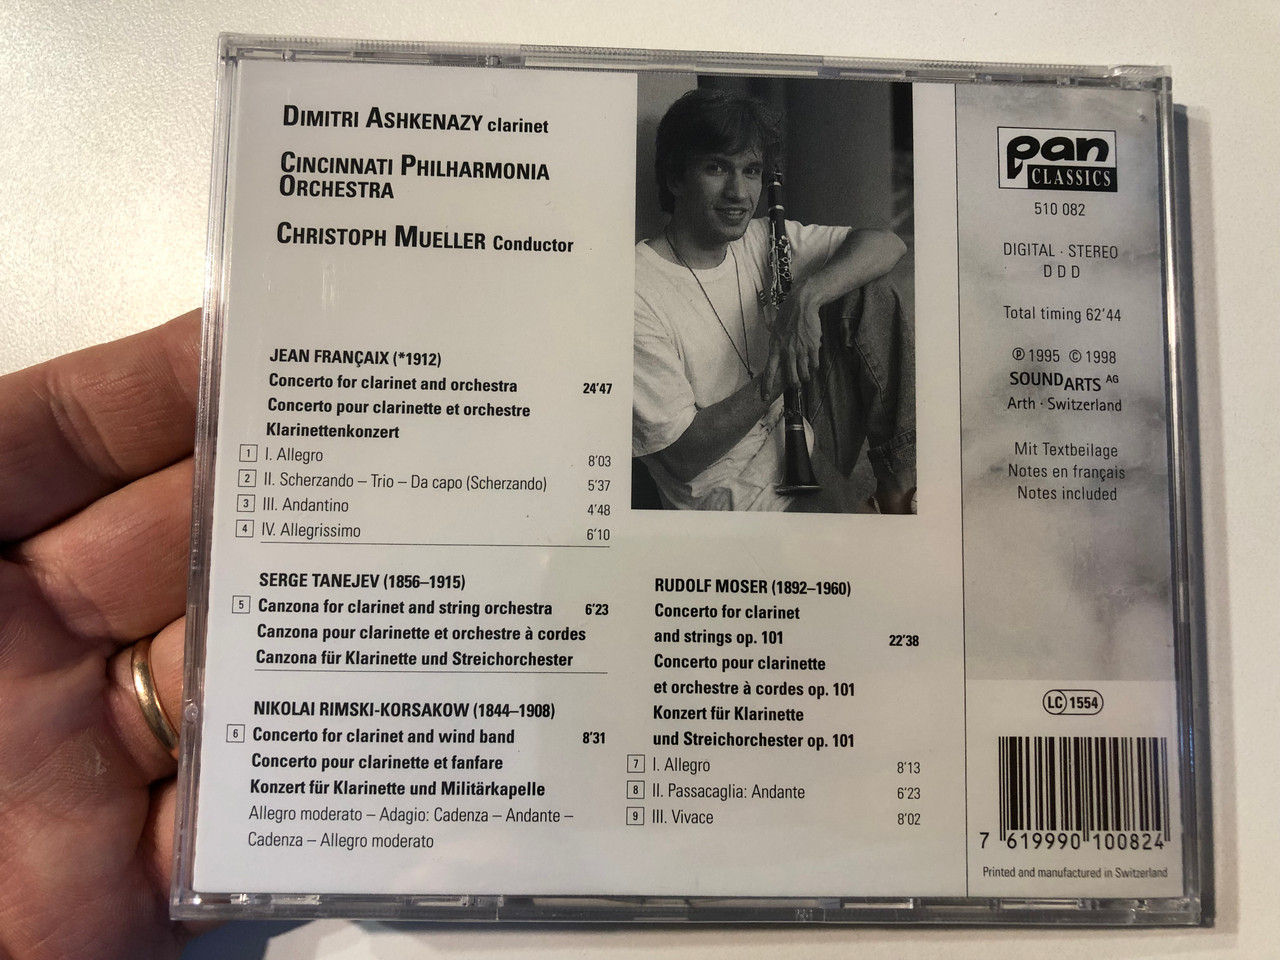 DIMITRI ASHKENAZY clarinet
CINCINNATI PHILHARMONIA
ORCHESTRA
CHRISTOPH MUELLER Conductor
JEAN FRANÇAIX (*1912)
Concerto for clarinet and orchestra 24'47
Concerto pour clarinette et orchestre
Klarinettenkonzert
1 I. Allegro 8'03
2 II. Scherzando – Trio – Da capo (Scherzando) 5'37
3 III. Andantino 4'48
4 IV. Allegrissimo 6'10
SERGE TANEJEV (1856–1915)
5 Canzona for clarinet and string orchestra 6'23
Canzona pour clarinette et orchestre à cordes
Canzona für Klarinette und Streichorchester
NIKOLAI RIMSKI-KORSAKOW (1844–1908)
6 Concerto for clarinet and wind band 8'31
Concerto pour clarinette et fanfare
Konzert für Klarinette und Militärkapelle
Allegro moderato – Adagio: Cadenza – Andante –
Cadenza – Allegro moderato
RUDOLF MOSER (1892–1960)
Concerto for clarinet
and strings op. 101 22'38
Concerto pour clarinette
et orchestre à cordes op. 101
Konzert für Klarinette
und Streichorchester op. 101
7 I. Allegro 8'13
8 II. Passacaglia: Andante 6'23
9 III. Vivace 8'02
pan
CLASSICS
510 082
DIGITAL · STEREO
D D D
Total timing 62'44
℗ 1995 © 1998
SOUNDARTS AG
Arth · Switzerland
Mit Textbeilage
Notes en français
Notes included
LC 1554
7 619990 100824
Printed and manufactured in Switzerland